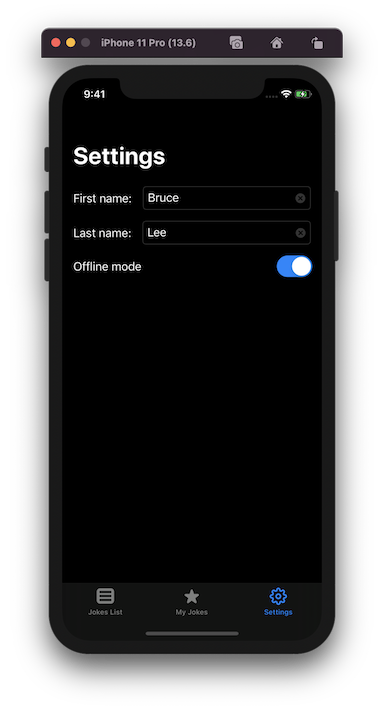 iPhone 11 Pro (13.6)
9:41
Settings
First name: Bruce
Last name: Lee
Offline mode
Jokes List My Jokes Settings